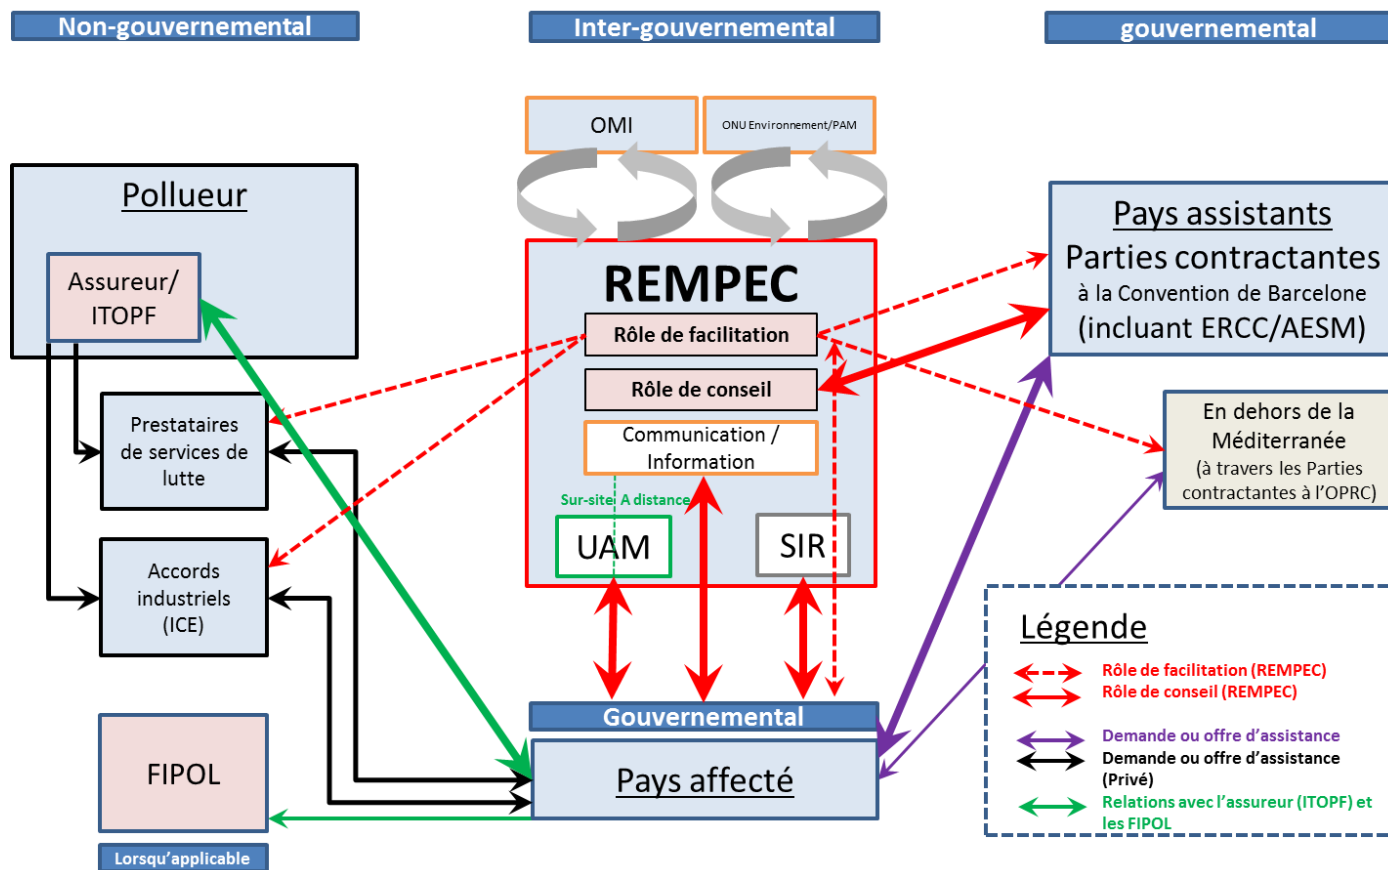 Non-gouvernemental
Inter-gouvernemental
gouvernemental
OMI
ONU Environnement/PAM
Pollueur
Assureur/
ITOPF
Prestataires
de services de
lutte
Accords
industriels
(ICE)
FIPOL
Lorsqu'applicable
REMPEC
Rôle de facilitation
Rôle de conseil
Communication /
Information
Sur-site A distance
UAM
SIR
Gouvernemental
Pays affecté
Pays assistants
Parties contractantes
à la Convention de Barcelone
(incluant ERCC/AESM)
En dehors de la
Méditerranée
(à travers les Parties
contractantes à l'OPRC)
Légende
Rôle de facilitation (REMPEC)
Rôle de conseil (REMPEC)
Demande ou offre d'assistance
Demande ou offre d'assistance
(Privé)
Relations avec l'assureur (ITOPF) et
les FIPOL